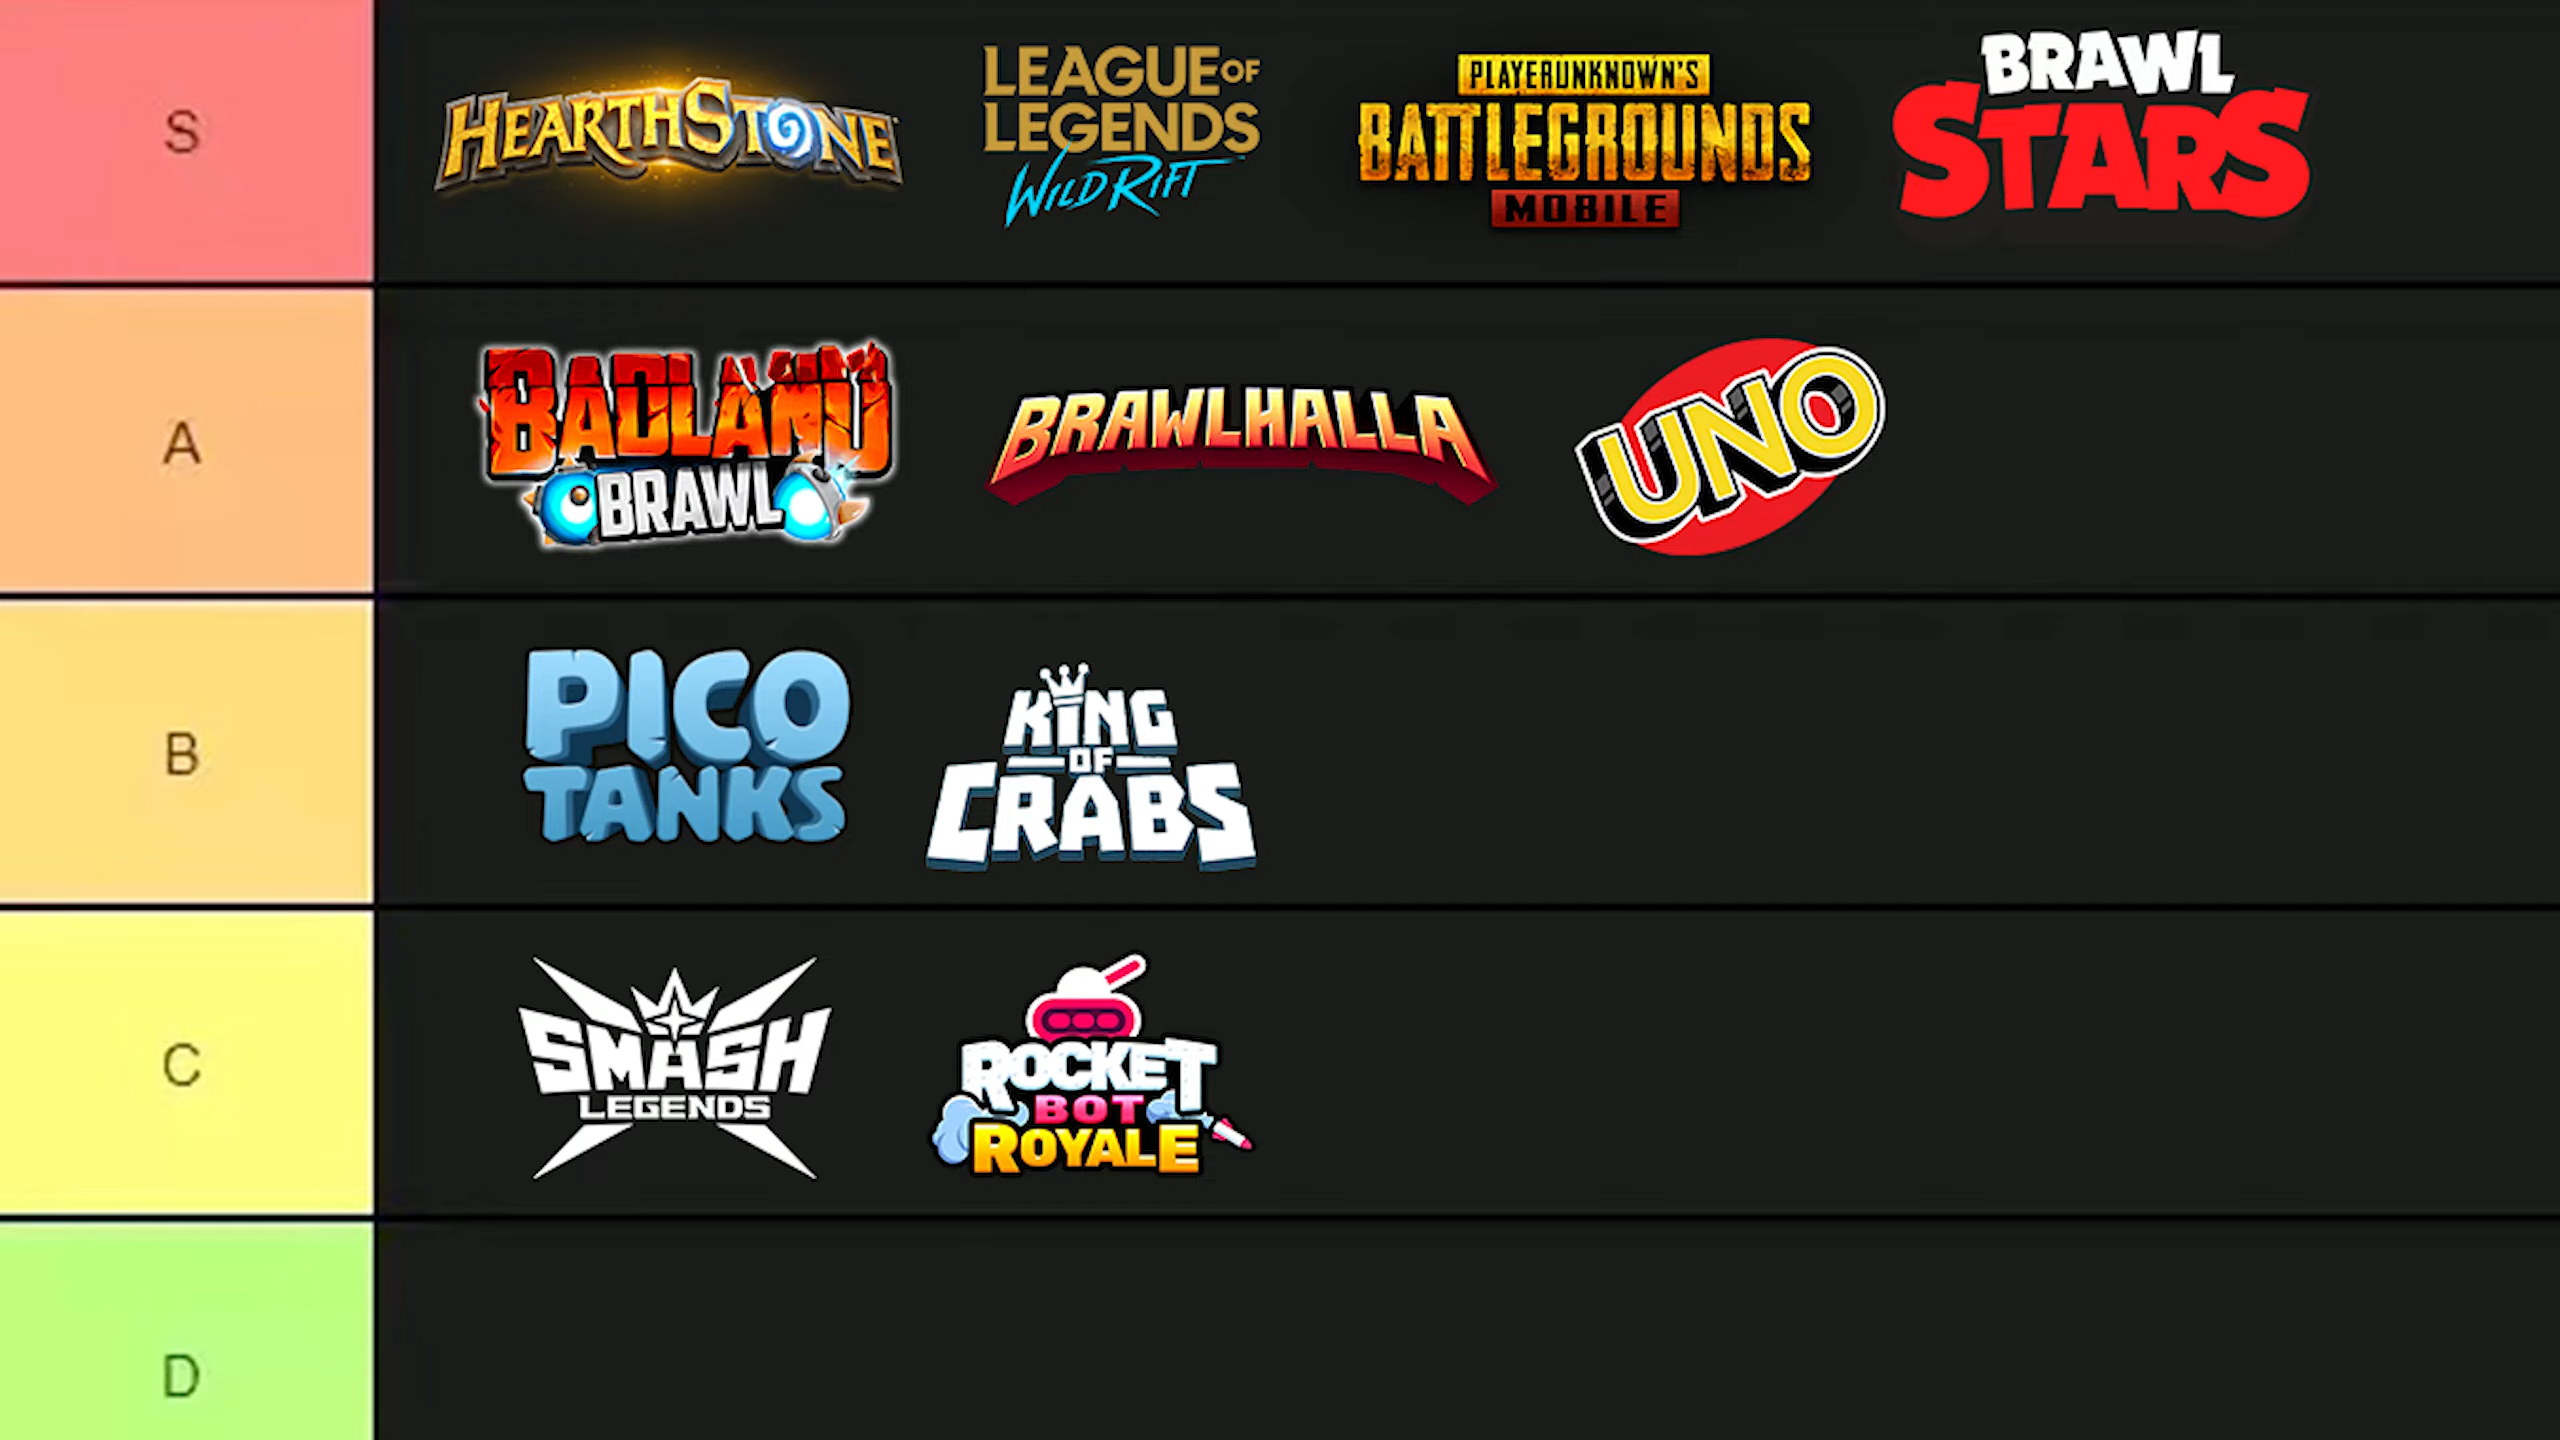 S
HEARTHSTONE
LEAGUE OF
LEGENDS
WILD RIFT
PLAYERUNKNOWN'S
BATTLEGROUNDS
MOBILE
BRAWL
STARS
A
BADLAND
BRAWL
BRAWLHALLA
UNO
B
PICO
TANKS
KING
OF
CRABS
C
SMASH
LEGENDS
ROCKET
BOT
ROYALE
D